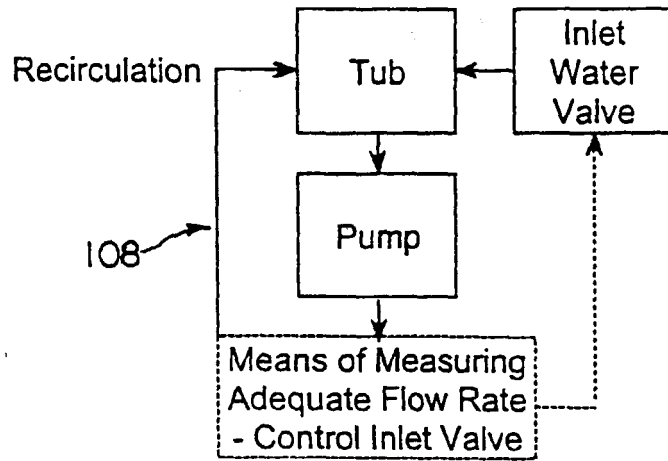 Recirculation
Tub
Inlet
Water
Valve
Pump
108
Means of Measuring
Adequate Flow Rate
- Control Inlet Valve